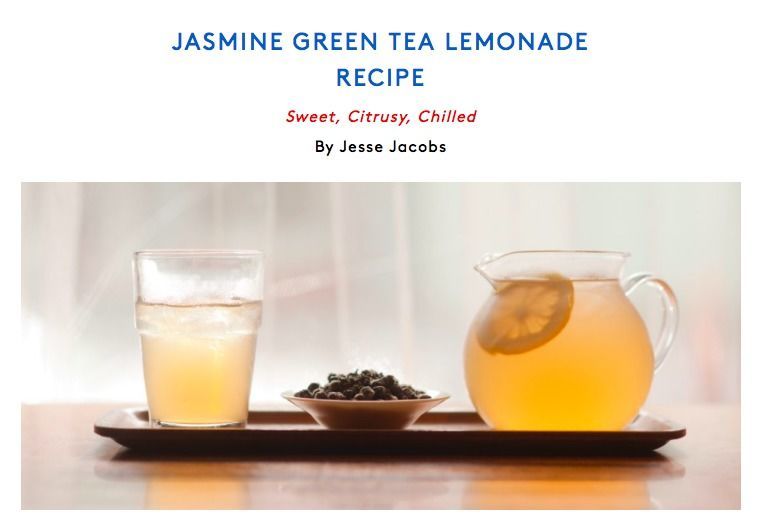 JASMINE GREEN TEA LEMONADE
RECIPE
Sweet, Citrusy, Chilled
By Jesse Jacobs